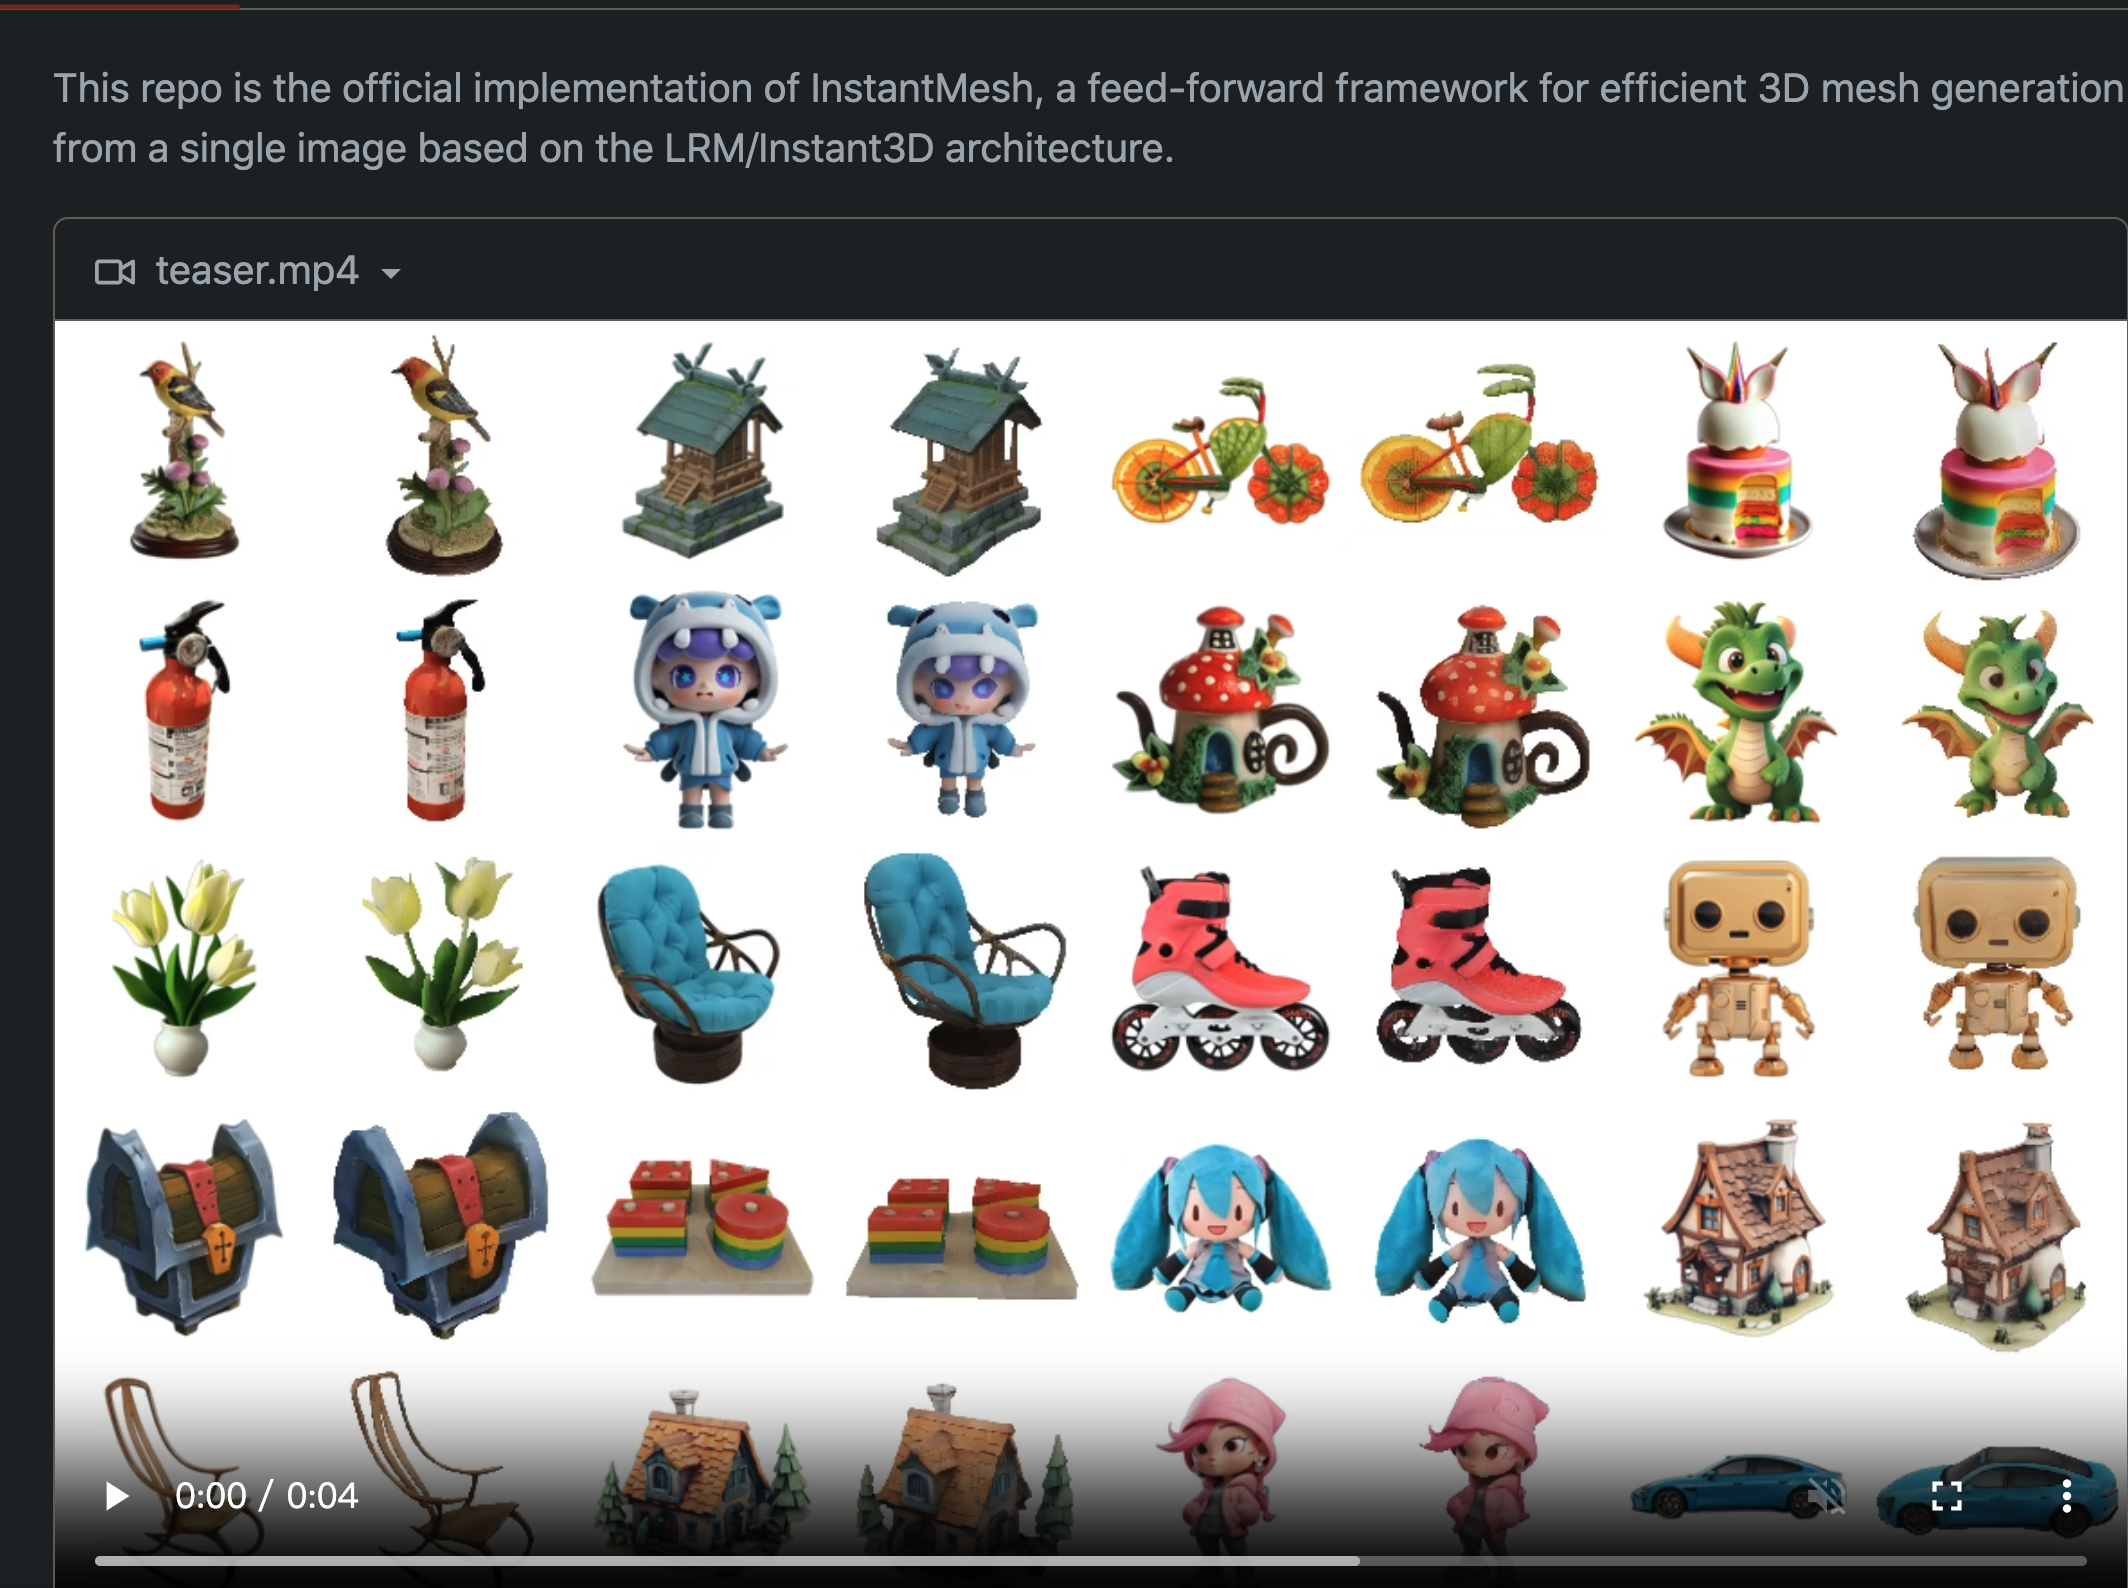 This repo is the official implementation of InstantMesh, a feed-forward framework for efficient 3D mesh generation
from a single image based on the LRM/Instant3D architecture.
teaser.mp4
0:00 / 0:04